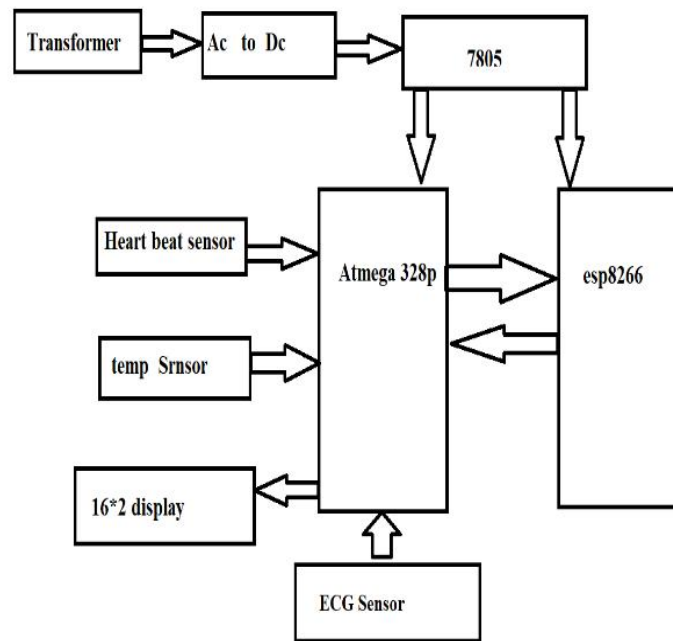 Transformer
Ac to Dc
7805
Heart beat sensor
Atmega 328p
esp8266
temp Srnsor
16*2 display
ECG Sensor